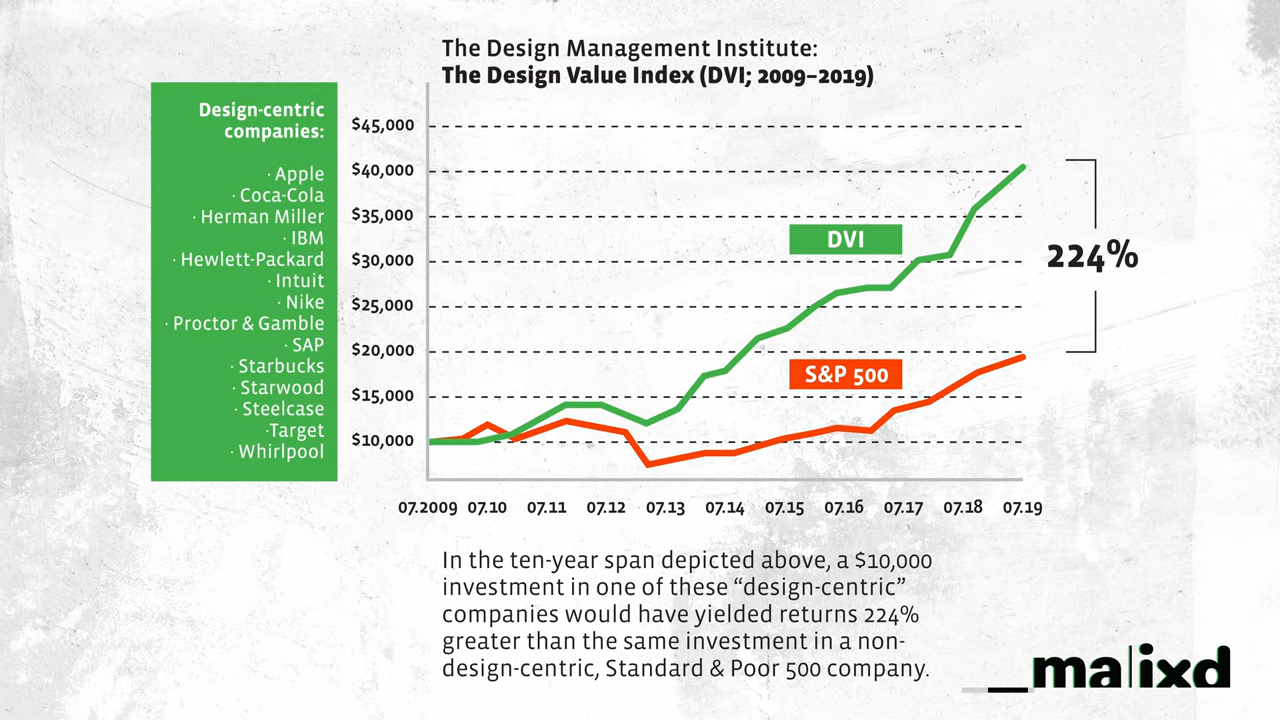 The Design Management Institute:
The Design Value Index (DVI; 2009–2019)
Design-centric
companies:
· Apple
· Coca-Cola
· Herman Miller
· IBM
· Hewlett-Packard
· Intuit
· Nike
· Proctor & Gamble
· SAP
· Starbucks
· Starwood
· Steelcase
·Target
· Whirlpool
$45,000
$40,000
$35,000
$30,000
$25,000
$20,000
$15,000
$10,000
DVI
S&P 500
224%
07.2009 07.10 07.11 07.12 07.13 07.14 07.15 07.16 07.17 07.18 07.19
In the ten-year span depicted above, a $10,000
investment in one of these “design-centric”
companies would have yielded returns 224%
greater than the same investment in a non-
design-centric, Standard & Poor 500 company.
__ma|ixd